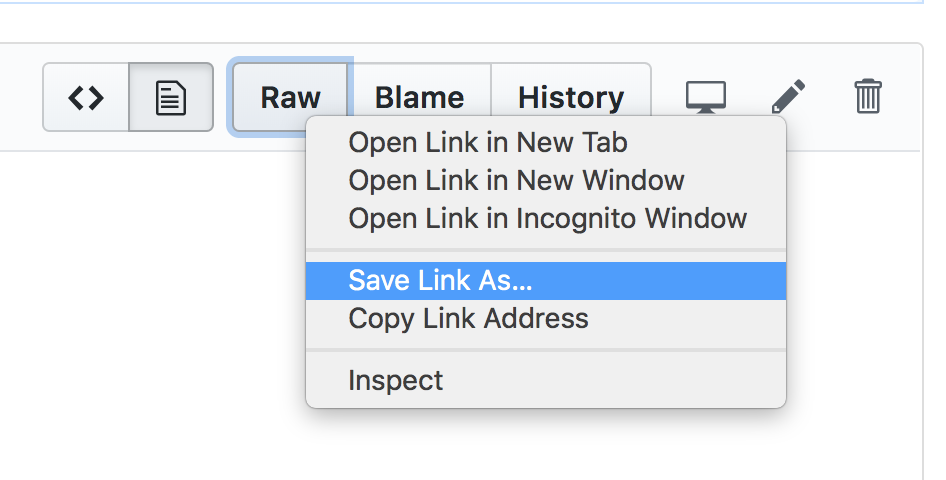 Raw Blame History
Open Link in New Tab
Open Link in New Window
Open Link in Incognito Window
Save Link As...
Copy Link Address
Inspect